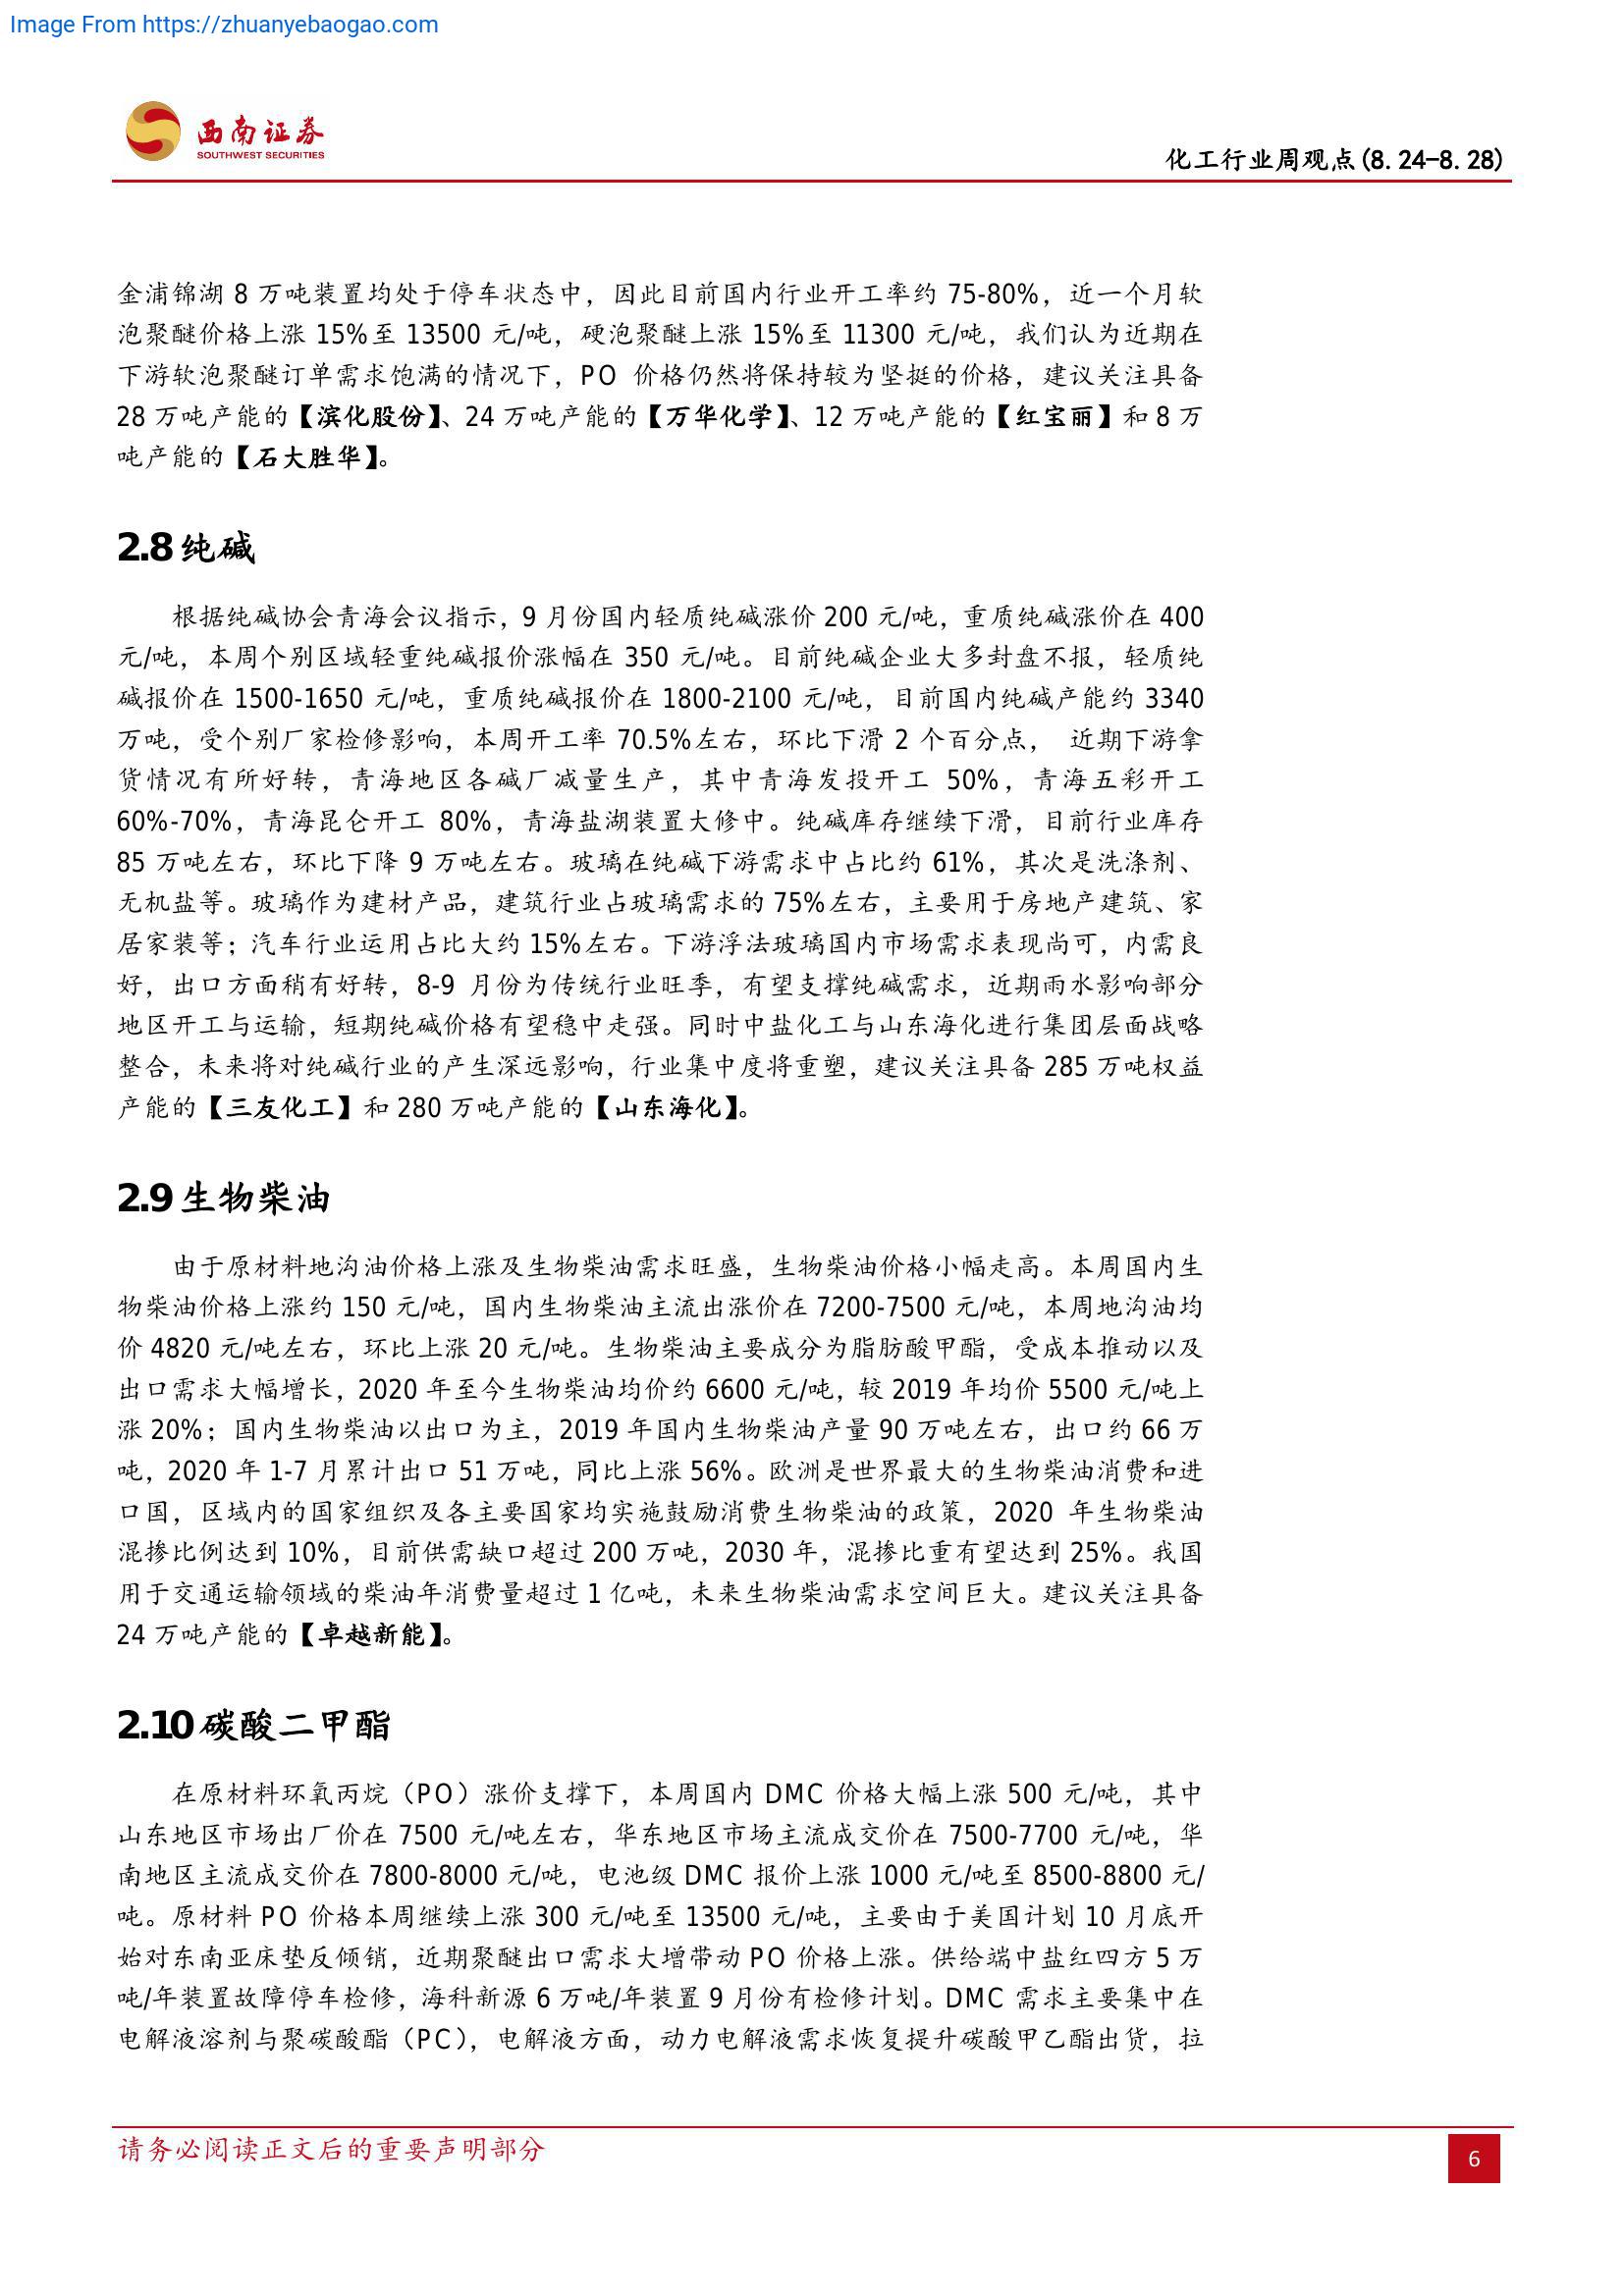 Image From https://zhuanyebaogao.com
西南证券
SOUTHWEST SECURITIES
化工行业周观点(8. 24-8. 28)
金浦锦湖 8 万吨装置均处于停车状态中，因此目前国内行业开工率约 75-80%，近一个月软
泡聚醚价格上涨 15%至 13500 元/吨，硬泡聚醚上涨 15%至 11300 元/吨，我们认为近期在
下游软泡聚醚订单需求饱满的情况下，PO 价格仍然将保持较为坚挺的价格，建议关注具备
28 万吨产能的【滨化股份】、24 万吨产能的【万华化学】、12 万吨产能的【红宝丽】和 8 万
吨产能的【石大胜华】。
2.8 纯碱
根据纯碱协会青海会议指示，9 月份国内轻质纯碱涨价 200 元/吨，重质纯碱涨价在 400
元/吨，本周个别区域轻重纯碱报价涨幅在 350 元/吨。目前纯碱企业大多封盘不报，轻质纯
碱报价在 1500-1650 元/吨，重质纯碱报价在 1800-2100 元/吨，目前国内纯碱产能约 3340
万吨，受个别厂家检修影响，本周开工率 70.5%左右，环比下滑 2 个百分点， 近期下游拿
货情况有所好转，青海地区各碱厂减量生产，其中青海发投开工 50%，青海五彩开工
60%-70%，青海昆仑开工 80%，青海盐湖装置大修中。纯碱库存继续下滑，目前行业库存
85 万吨左右，环比下降 9 万吨左右。玻璃在纯碱下游需求中占比约 61%，其次是洗涤剂、
无机盐等。玻璃作为建材产品，建筑行业占玻璃需求的 75%左右，主要用于房地产建筑、家
居家装等；汽车行业运用占比大约 15%左右。下游浮法玻璃国内市场需求表现尚可，内需良
好，出口方面稍有好转，8-9 月份为传统行业旺季，有望支撑纯碱需求，近期雨水影响部分
地区开工与运输，短期纯碱价格有望稳中走强。同时中盐化工与山东海化进行集团层面战略
整合，未来将对纯碱行业的产生深远影响，行业集中度将重塑，建议关注具备 285 万吨权益
产能的【三友化工】和 280 万吨产能的【山东海化】。
2.9 生物柴油
由于原材料地沟油价格上涨及生物柴油需求旺盛，生物柴油价格小幅走高。本周国内生
物柴油价格上涨约 150 元/吨，国内生物柴油主流出涨价在 7200-7500 元/吨，本周地沟油均
价 4820 元/吨左右，环比上涨 20 元/吨。生物柴油主要成分为脂肪酸甲酯，受成本推动以及
出口需求大幅增长，2020 年至今生物柴油均价约 6600 元/吨，较 2019 年均价 5500 元/吨上
涨 20%；国内生物柴油以出口为主，2019 年国内生物柴油产量 90 万吨左右，出口约 66 万
吨，2020 年 1-7 月累计出口 51 万吨，同比上涨 56%。欧洲是世界最大的生物柴油消费和进
口国，区域内的国家组织及各主要国家均实施鼓励消费生物柴油的政策，2020 年生物柴油
混掺比例达到 10%，目前供需缺口超过 200 万吨，2030 年，混掺比重有望达到 25%。我国
用于交通运输领域的柴油年消费量超过 1 亿吨，未来生物柴油需求空间巨大。建议关注具备
24 万吨产能的【卓越新能】。
2.10 碳酸二甲酯
在原材料环氧丙烷（PO）涨价支撑下，本周国内 DMC 价格大幅上涨 500 元/吨，其中
山东地区市场出厂价在 7500 元/吨左右，华东地区市场主流成交价在 7500-7700 元/吨，华
南地区主流成交价在 7800-8000 元/吨，电池级 DMC 报价上涨 1000 元/吨至 8500-8800 元/
吨。原材料 PO 价格本周继续上涨 300 元/吨至 13500 元/吨，主要由于美国计划 10 月底开
始对东南亚床垫反倾销，近期聚醚出口需求大增带动 PO 价格上涨。供给端中盐红四方 5 万
吨/年装置故障停车检修，海科新源 6 万吨/年装置 9 月份有检修计划。DMC 需求主要集中在
电解液溶剂与聚碳酸酯（PC），电解液方面，动力电解液需求恢复提升碳酸甲乙酯出货，拉
请务必阅读正文后的重要声明部分
6